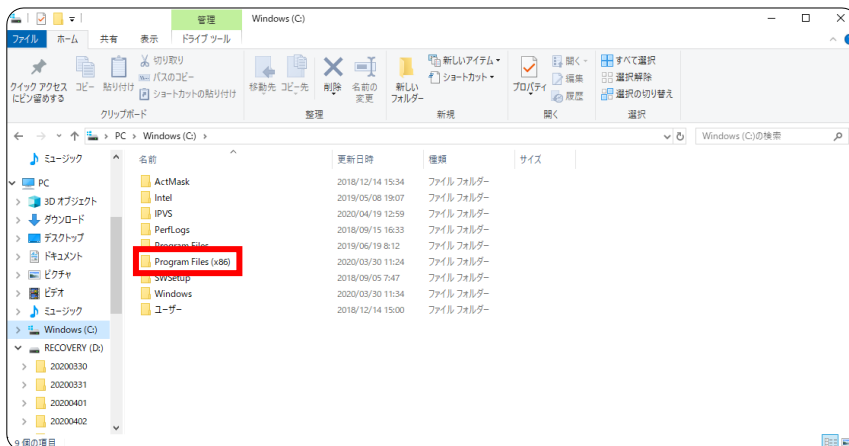 管理
Windows (C:)
ファイル
ホーム
共有
表示
ドライブ ツール
クイック アクセス
にピン留めする
コピー
貼り付け
切り取り
パスのコピー
ショートカットの貼り付け
クリップボード
移動先
コピー先
削除
名前の
変更
整理
新しい
フォルダー
新しいアイテム
ショートカット
新規
プロパティ
開く
編集
履歴
開く
すべて選択
選択解除
選択の切り替え
選択
PC > Windows (C:) >
Windows (C:)の検索
ミュージック
PC
3D オブジェクト
ダウンロード
デスクトップ
ドキュメント
ピクチャ
ビデオ
ミュージック
Windows (C:)
RECOVERY (D:)
20200330
20200331
20200401
20200402
名前 更新日時 種類 サイズ
ActMask 2018/12/14 15:34 ファイル フォルダー
Intel 2019/05/08 19:07 ファイル フォルダー
IPVS 2020/04/19 12:59 ファイル フォルダー
PerfLogs 2018/09/15 16:33 ファイル フォルダー
Program Files 2019/06/19 8:12 ファイル フォルダー
Program Files (x86) 2020/03/30 11:24 ファイル フォルダー
SWSetup 2018/09/05 7:47 ファイル フォルダー
Windows 2020/03/30 11:34 ファイル フォルダー
ユーザー 2018/12/14 15:00 ファイル フォルダー
9 個の項目